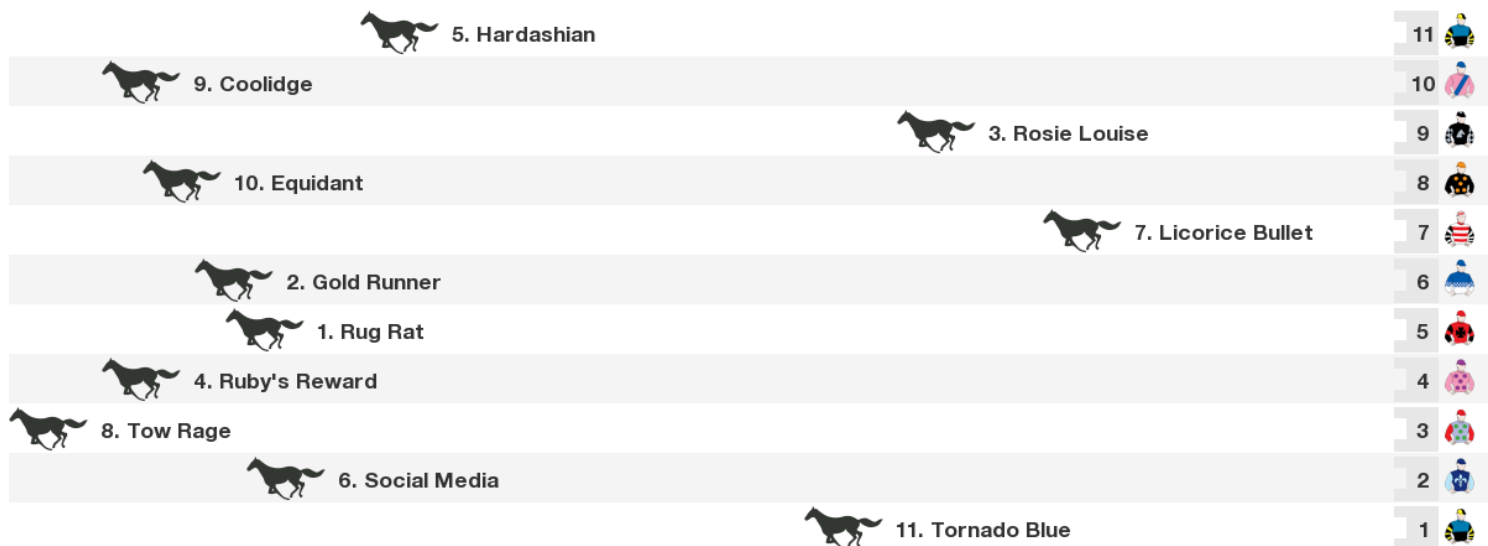 5. Hardashian 11
9. Coolidge 10
3. Rosie Louise 9
10. Equidant 8
7. Licorice Bullet 7
2. Gold Runner 6
1. Rug Rat 5
4. Ruby's Reward 4
8. Tow Rage 3
6. Social Media 2
11. Tornado Blue 1